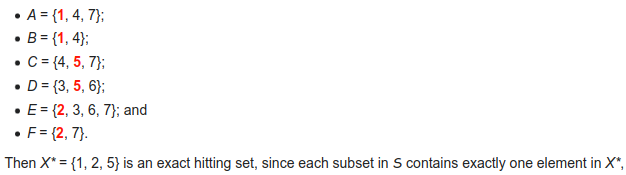 • A = {1, 4, 7};
• B = {1, 4};
• C = {4, 5, 7};
• D = {3, 5, 6};
• E = {2, 3, 6, 7}; and
• F = {2, 7}.
Then X* = {1, 2, 5} is an exact hitting set, since each subset in S contains exactly one element in X*,